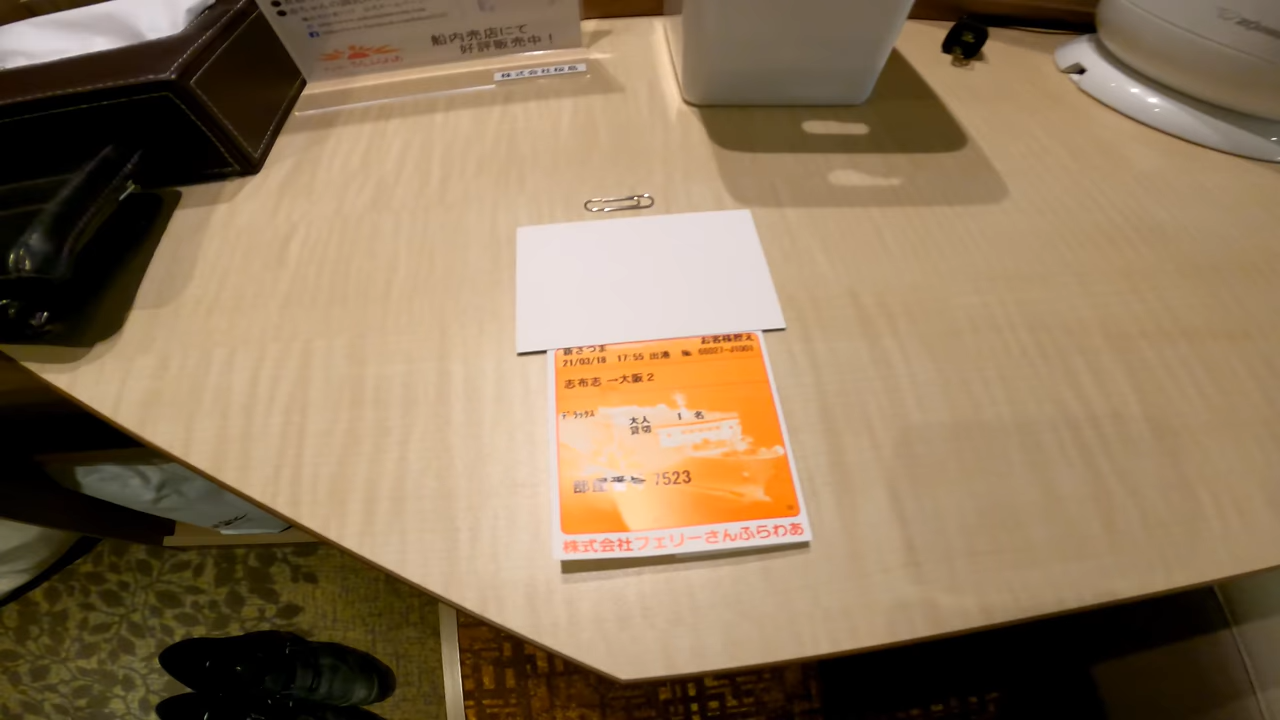 船内売店にて
好評販売中!
株式会社桜島
お客様控え
新さつま
21/03/18 17:55 出港 №
志布志 →大阪2
デラックス
大人 1 名
貸切
部屋番号 7523
株式会社フェリーさんふらわあ